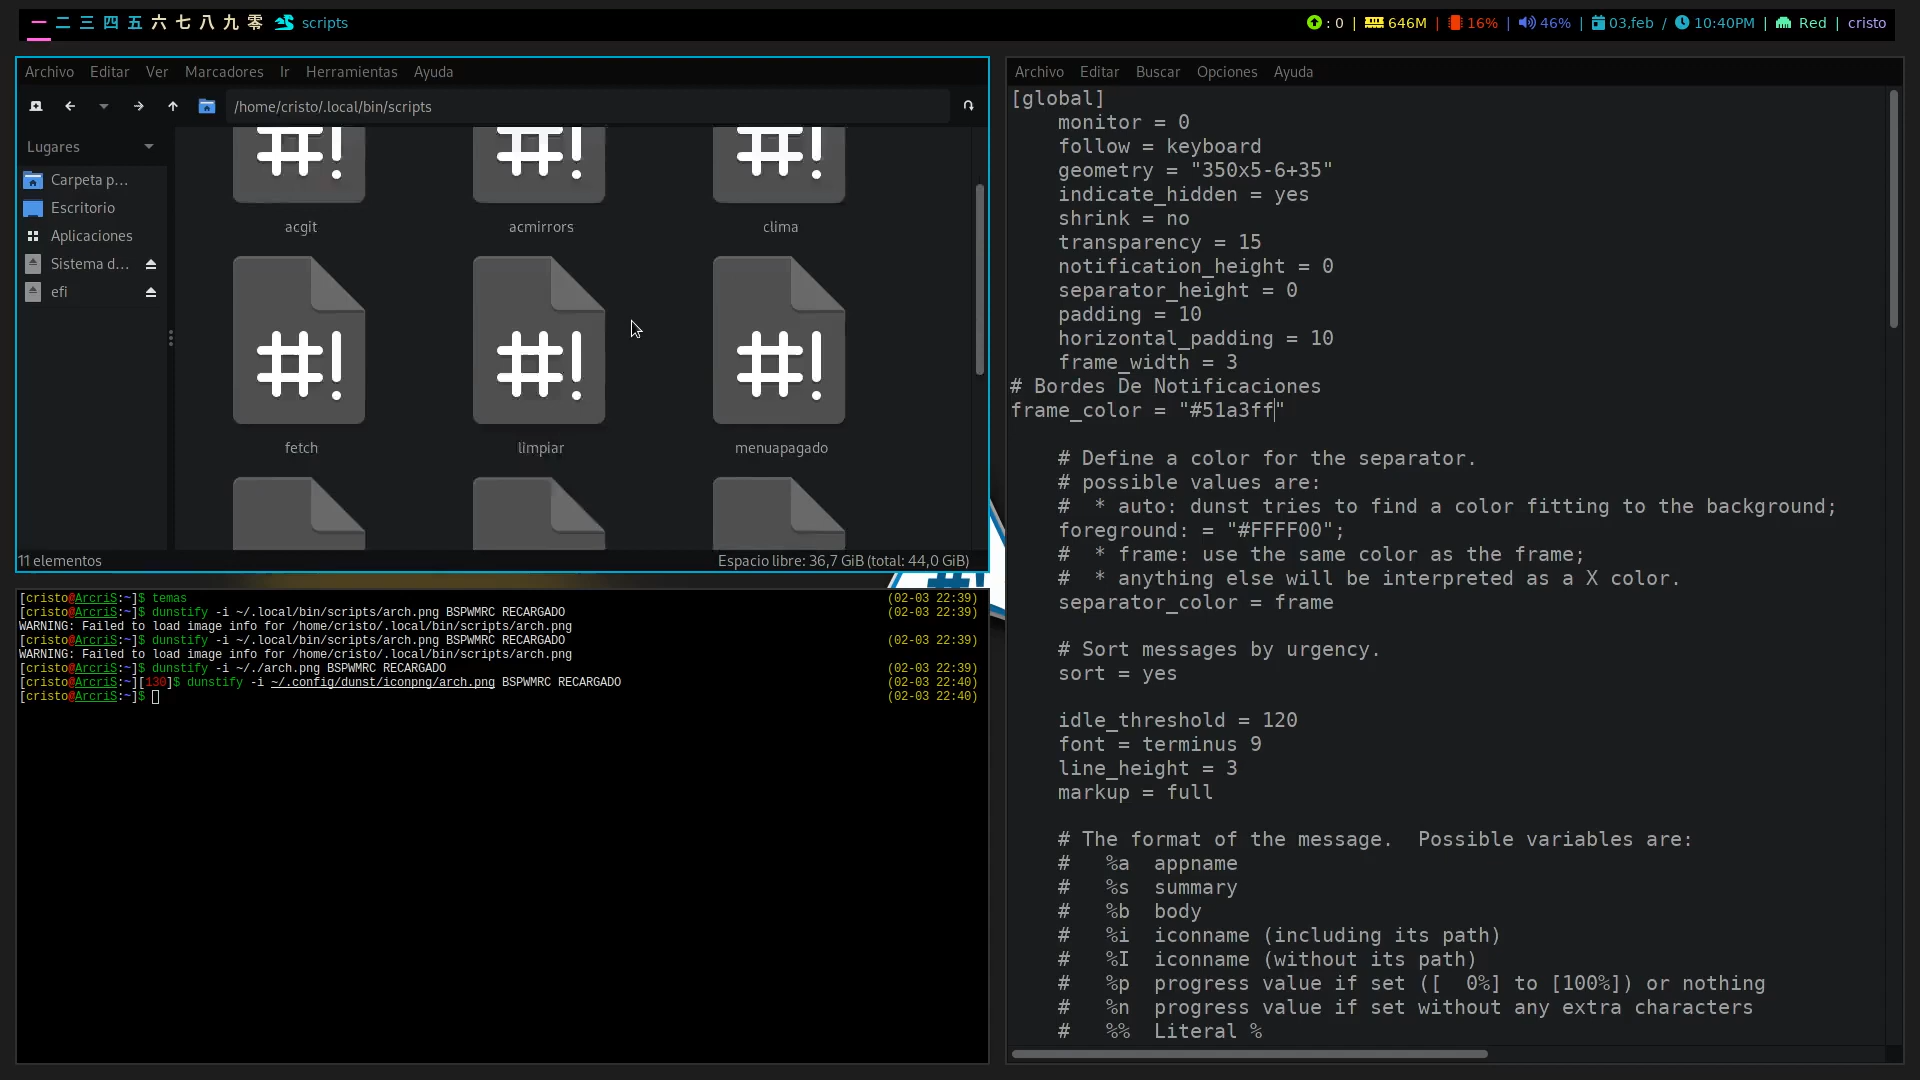 一 二 三 四 五 六 七 八 九 零 scripts
: 0 | 646M | 16% | 46% | 03,feb / 10:40PM | Red | cristo
Archivo Editar Ver Marcadores Ir Herramientas Ayuda
/home/cristo/.local/bin/scripts
Lugares
Carpeta p...
Escritorio
Aplicaciones
Sistema d...
efi
#! #! #!
acgit acmirrors clima
#! #! #!
fetch limpiar menuapagado
11 elementos Espacio libre: 36,7 GiB (total: 44,0 GiB)
[cristo@ArcriS:~]$ temas (02-03 22:39)
[cristo@ArcriS:~]$ dunstify -i ~/.local/bin/scripts/arch.png BSPWMRC RECARGADO (02-03 22:39)
WARNING: Failed to load image info for /home/cristo/.local/bin/scripts/arch.png
[cristo@ArcriS:~]$ dunstify -i ~/.local/bin/scripts/arch.png BSPWMRC RECARGADO (02-03 22:39)
WARNING: Failed to load image info for /home/cristo/.local/bin/scripts/arch.png
[cristo@ArcriS:~]$ dunstify -i ~/./arch.png BSPWMRC RECARGADO (02-03 22:39)
[cristo@ArcriS:~][130]$ dunstify -i ~/.config/dunst/iconpng/arch.png BSPWMRC RECARGADO (02-03 22:40)
[cristo@ArcriS:~]$ (02-03 22:40)
Archivo Editar Buscar Opciones Ayuda
[global]
    monitor = 0
    follow = keyboard
    geometry = "350x5-6+35"
    indicate_hidden = yes
    shrink = no
    transparency = 15
    notification_height = 0
    separator_height = 0
    padding = 10
    horizontal_padding = 10
    frame_width = 3
# Bordes De Notificaciones
frame_color = "#51a3ff"
    # Define a color for the separator.
    # possible values are:
    #  * auto: dunst tries to find a color fitting to the background;
    foreground: = "#FFFF00";
    #  * frame: use the same color as the frame;
    #  * anything else will be interpreted as a X color.
    separator_color = frame
    # Sort messages by urgency.
    sort = yes
    idle_threshold = 120
    font = terminus 9
    line_height = 3
    markup = full
    # The format of the message.  Possible variables are:
    #   %a  appname
    #   %s  summary
    #   %b  body
    #   %i  iconname (including its path)
    #   %I  iconname (without its path)
    #   %p  progress value if set ([  0%] to [100%]) or nothing
    #   %n  progress value if set without any extra characters
    #   %%  Literal %